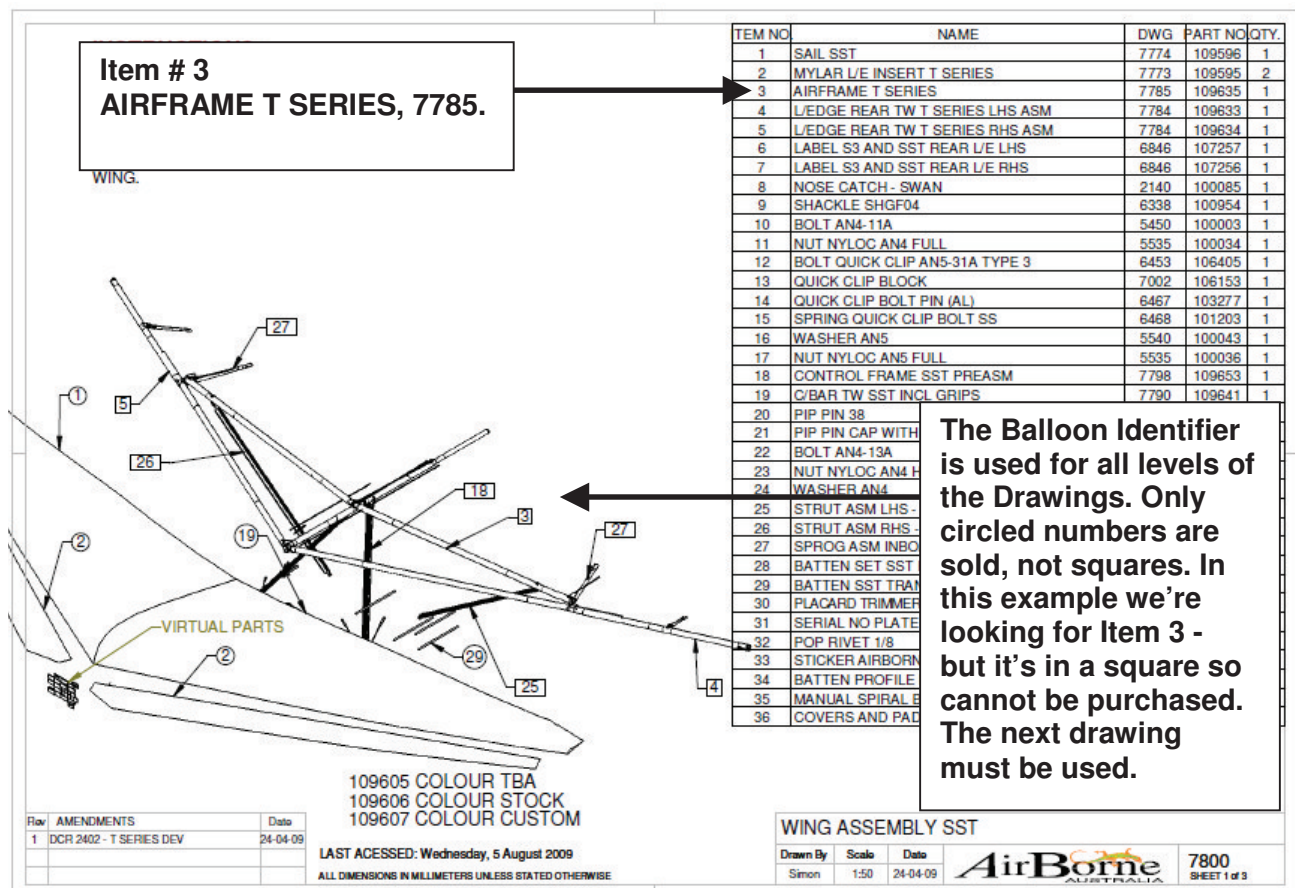 Item # 3
AIRFRAME T SERIES, 7785.
WING.
TEM NO. NAME DWG PART NO. QTY.
1 SAIL SST 7774 109596 1
2 MYLAR L/E INSERT T SERIES 7773 109595 2
3 AIRFRAME T SERIES 7785 109635 1
4 L/EDGE REAR TW T SERIES LHS ASM 7784 109633 1
5 L/EDGE REAR TW T SERIES RHS ASM 7784 109634 1
6 LABEL S3 AND SST REAR L/E LHS 6846 107257 1
7 LABEL S3 AND SST REAR L/E RHS 6846 107256 1
8 NOSE CATCH - SWAN 2140 100085 1
9 SHACKLE SHGF04 6338 100954 1
10 BOLT AN4-11A 5450 100003 1
11 NUT NYLOC AN4 FULL 5535 100034 1
12 BOLT QUICK CLIP AN5-31A TYPE 3 6453 106405 1
13 QUICK CLIP BLOCK 7002 106153 1
14 QUICK CLIP BOLT PIN (AL) 6467 103277 1
15 SPRING QUICK CLIP BOLT SS 6468 101203 1
16 WASHER AN5 5540 100043 1
17 NUT NYLOC AN5 FULL 5535 100036 1
18 CONTROL FRAME SST PREASM 7798 109653 1
19 C/BAR TW SST INCL GRIPS 7790 109641 1
20 PIP PIN 38
21 PIP PIN CAP WITH
22 BOLT AN4-13A
23 NUT NYLOC AN4 H
24 WASHER AN4
25 STRUT ASM LHS -
26 STRUT ASM RHS -
27 SPROG ASM INBO
28 BATTEN SET SST
29 BATTEN SST TRAN
30 PLACARD TRIMMER
31 SERIAL NO PLATE
32 POP RIVET 1/8
33 STICKER AIRBORN
34 BATTEN PROFILE
35 MANUAL SPIRAL B
36 COVERS AND PAD
The Balloon Identifier
is used for all levels of
the Drawings. Only
circled numbers are
sold, not squares. In
this example we're
looking for Item 3 -
but it's in a square so
cannot be purchased.
The next drawing
must be used.
27
1
5
26
18
3
19
27
2
VIRTUAL PARTS
29
2
25
4
109605 COLOUR TBA
109606 COLOUR STOCK
109607 COLOUR CUSTOM
Rev AMENDMENTS Date
1 DCR 2402 - T SERIES DEV 24-04-09
LAST ACESSED: Wednesday, 5 August 2009
ALL DIMENSIONS IN MILLIMETERS UNLESS STATED OTHERWISE
WING ASSEMBLY SST
Drawn By Scale Date
Simon 1:50 24-04-09
AirBorne
AUSTRALIA
7800
SHEET 1 of 3